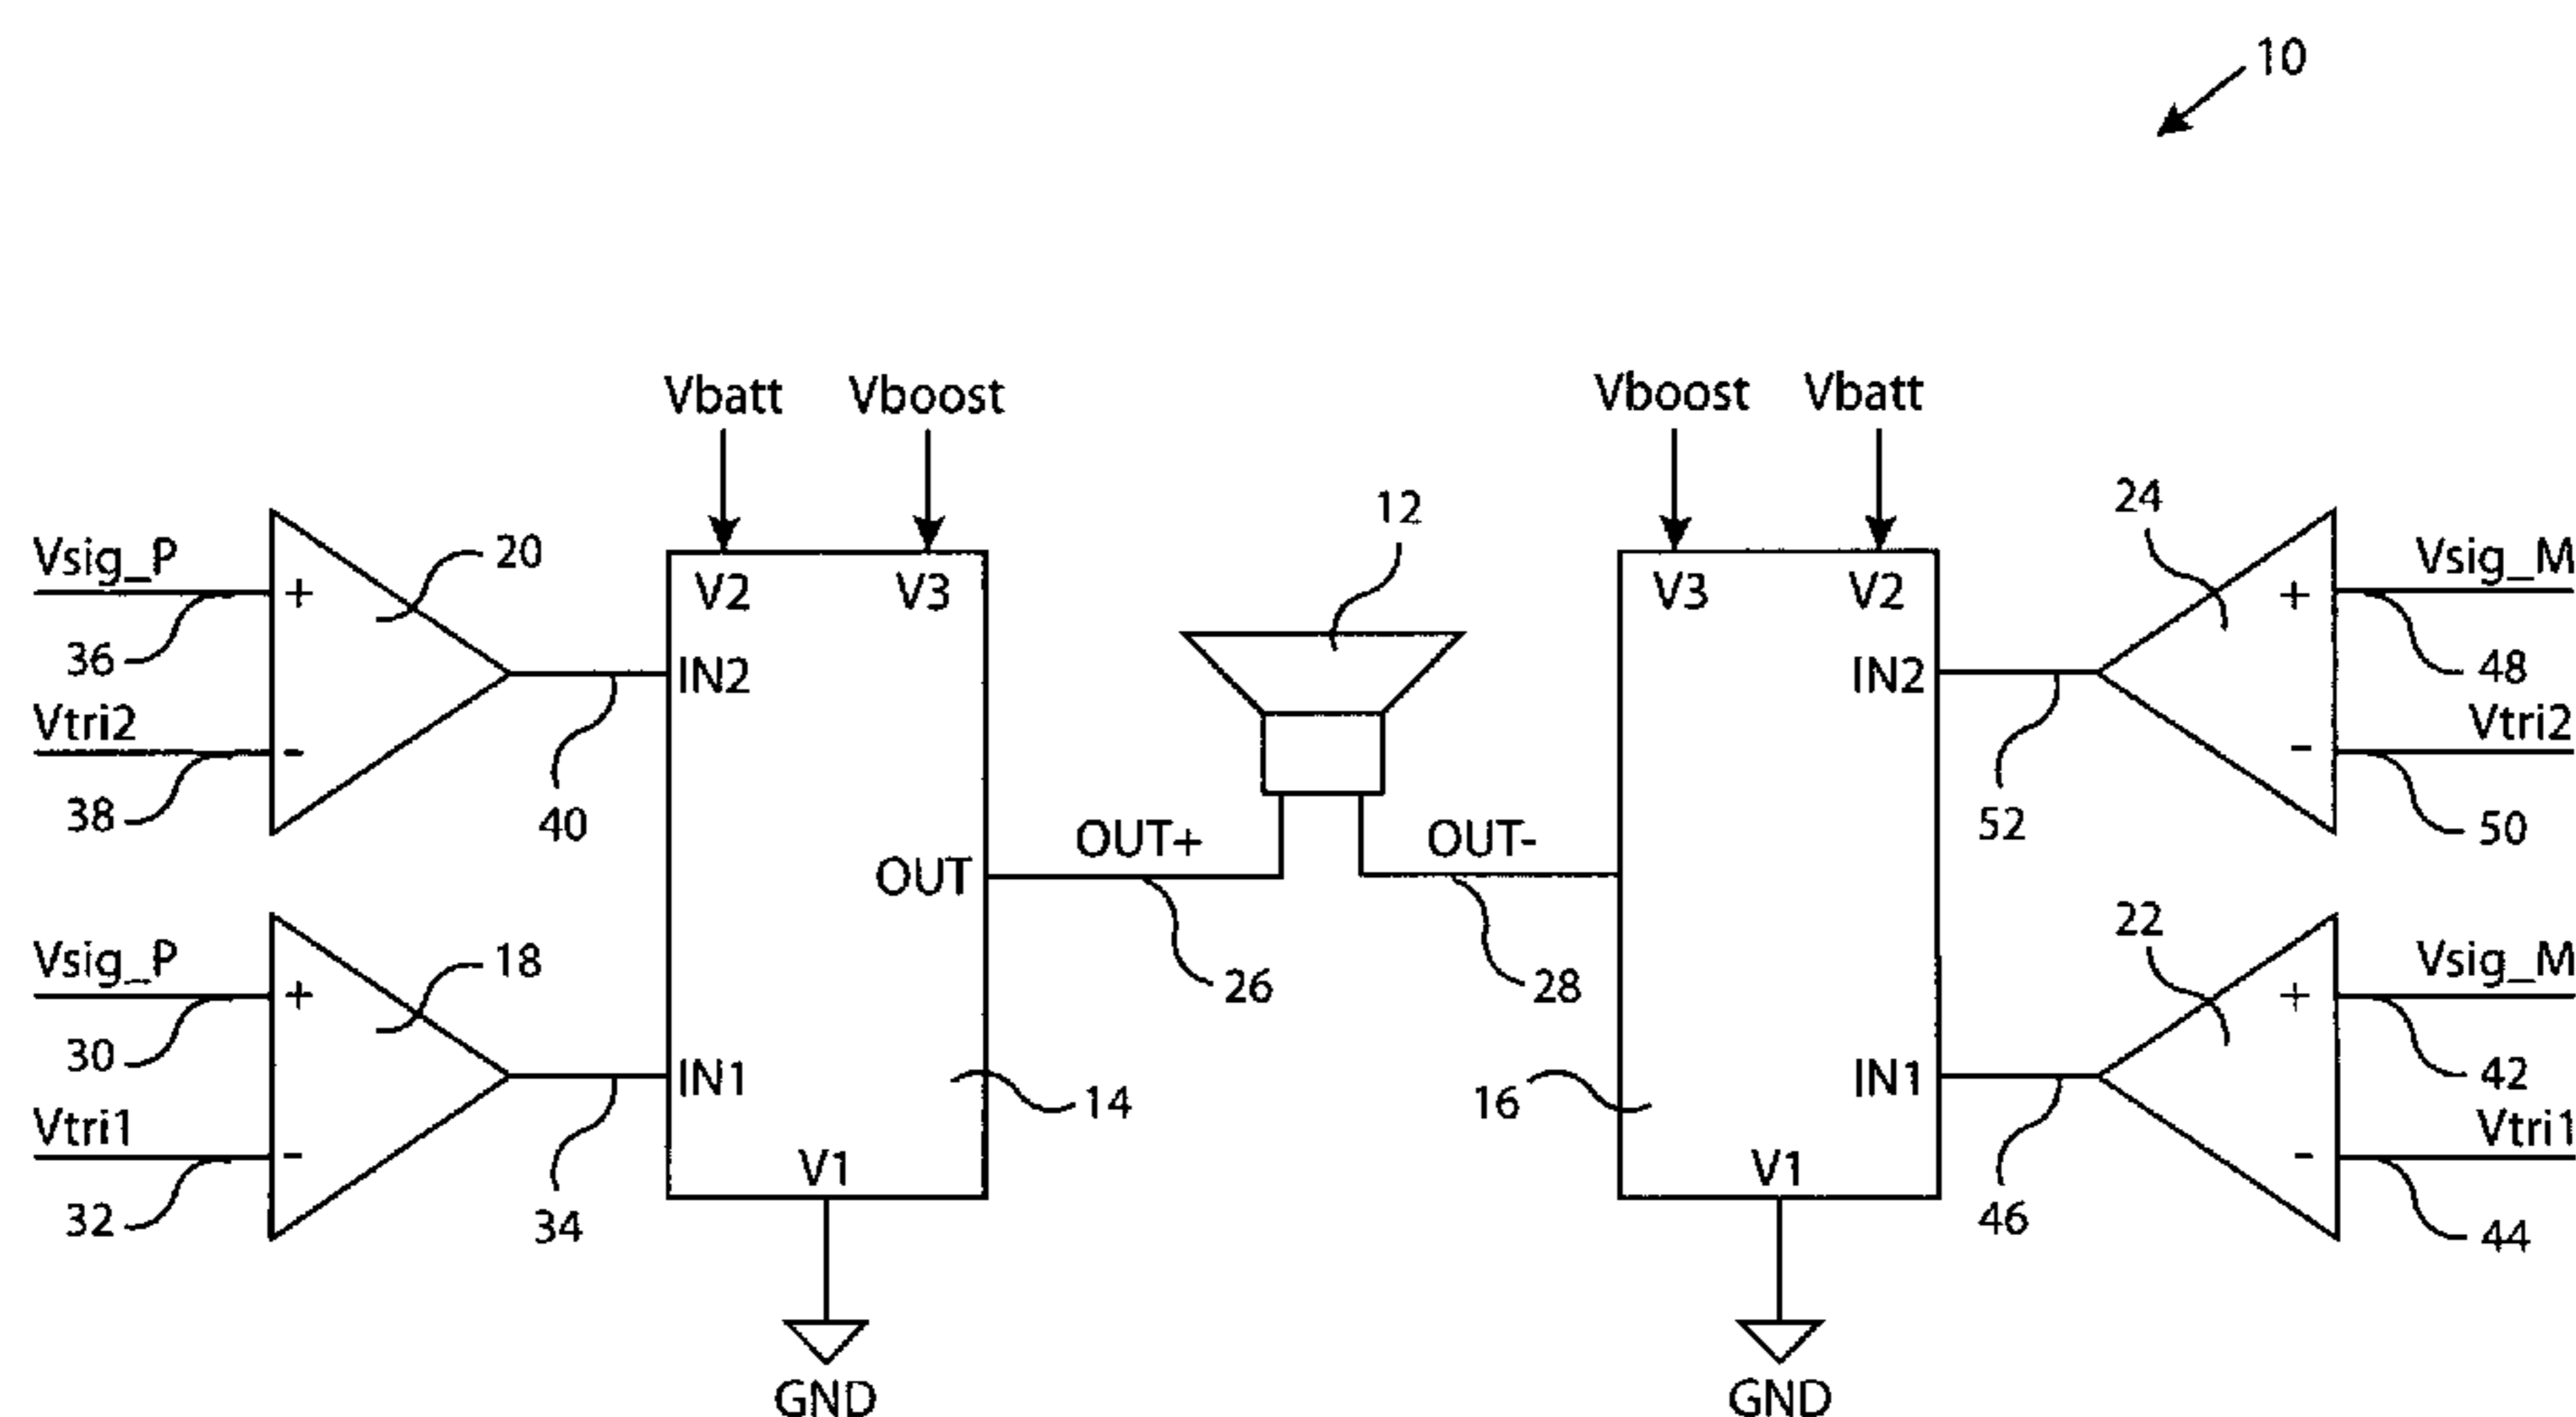 10
Vbatt Vboost Vboost Vbatt
12 24
Vsig_P 20 Vsig_M
+ V2 V3 V3 V2 +
36 IN2 IN2 48
Vtri2 Vtri2
- -
38 40 OUT+ OUT- 52 50
OUT
22
Vsig_P 18 26 28 Vsig_M
+ +
30 IN1 14 16 IN1 42
Vtri1 Vtri1
- V1 V1 -
32 34 46 44
GND GND